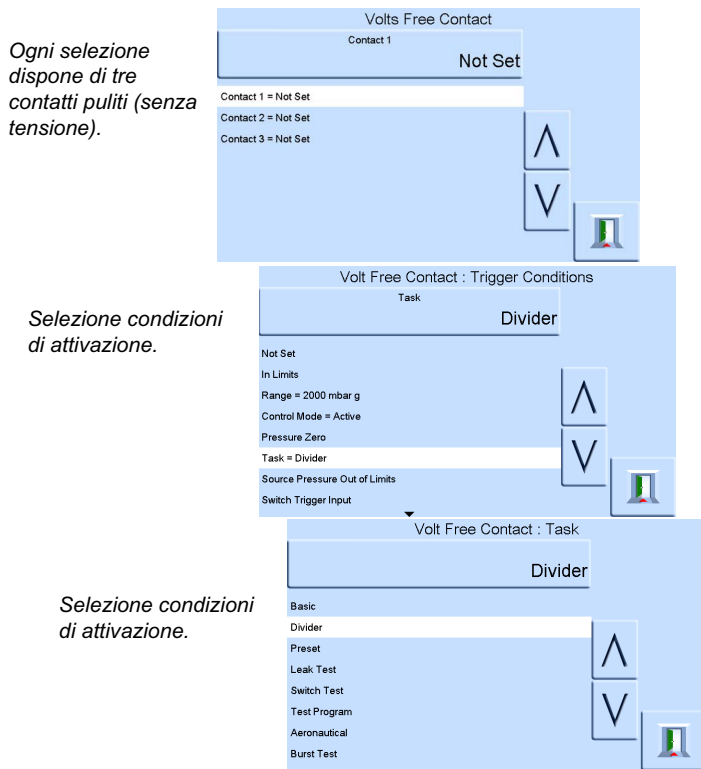 Ogni selezione
dispone di tre
contatti puliti (senza
tensione).
Volts Free Contact
Contact 1
Not Set
Contact 1 = Not Set
Contact 2 = Not Set
Contact 3 = Not Set
Selezione condizioni
di attivazione.
Volt Free Contact : Trigger Conditions
Task
Divider
Not Set
In Limits
Range = 2000 mbar g
Control Mode = Active
Pressure Zero
Task = Divider
Source Pressure Out of Limits
Switch Trigger Input
Selezione condizioni
di attivazione.
Volt Free Contact : Task
Divider
Basic
Divider
Preset
Leak Test
Switch Test
Test Program
Aeronautical
Burst Test